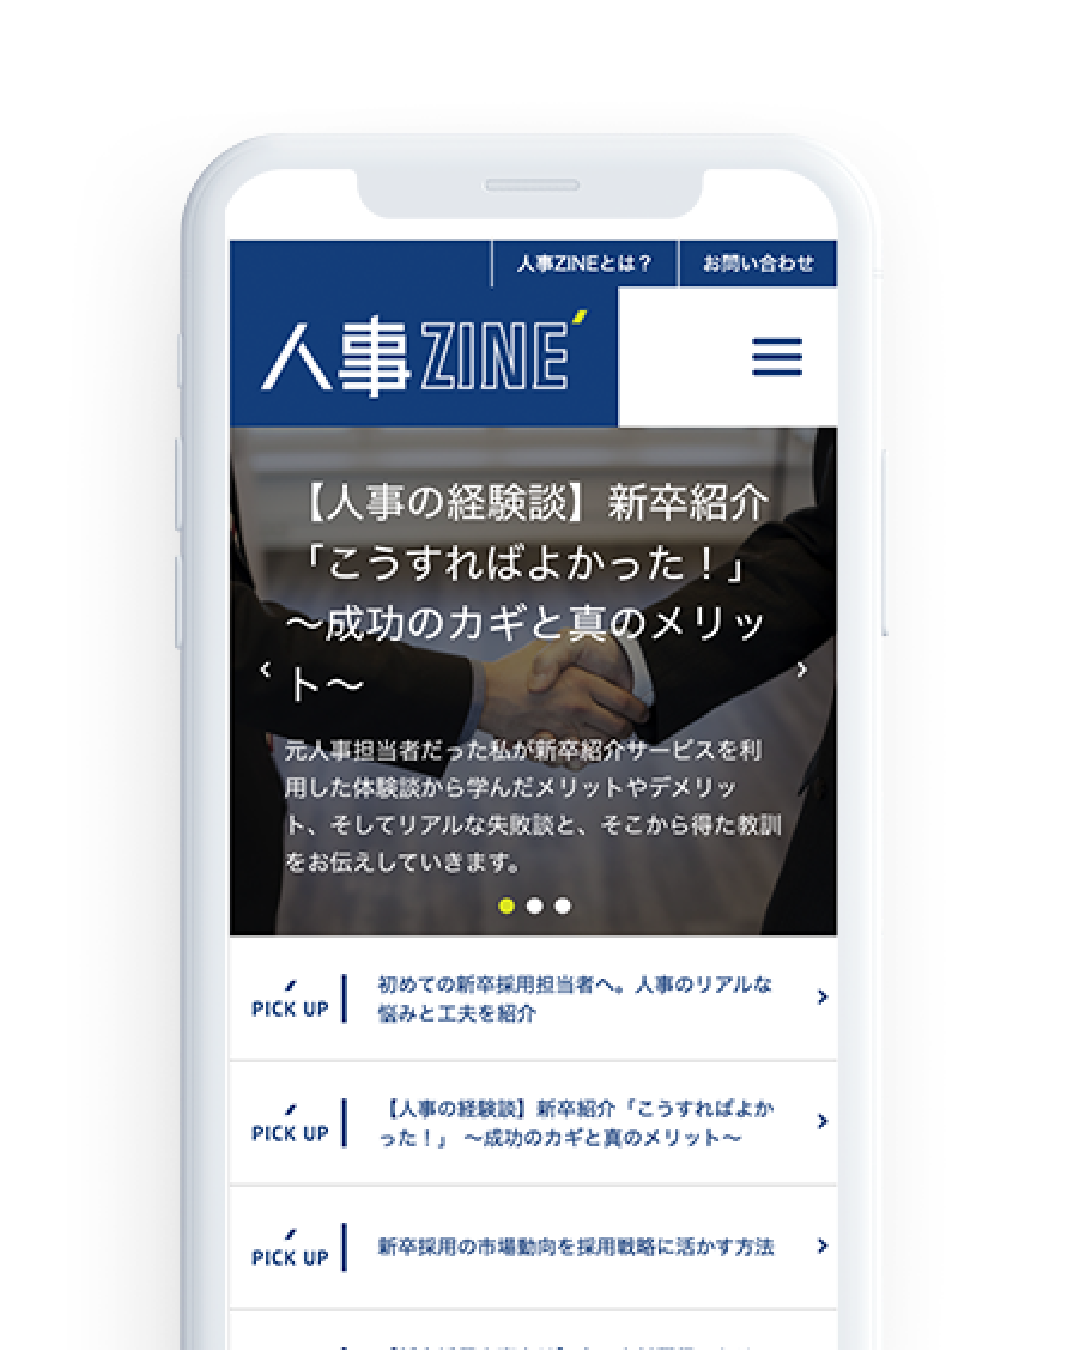 人事ZINEとは？ お問い合わせ
人事ZINE
【人事の経験談】新卒紹介
「こうすればよかった！」
～成功のカギと真のメリッ
ト～
元人事担当者だった私が新卒紹介サービスを利
用した体験談から学んだメリットやデメリッ
ト、そしてリアルな失敗談と、そこから得た教訓
をお伝えしていきます。
PICK UP
初めての新卒採用担当者へ。人事のリアルな
悩みと工夫を紹介
PICK UP
【人事の経験談】新卒紹介「こうすればよか
った！」 ～成功のカギと真のメリット～
PICK UP
新卒採用の市場動向を採用戦略に活かす方法